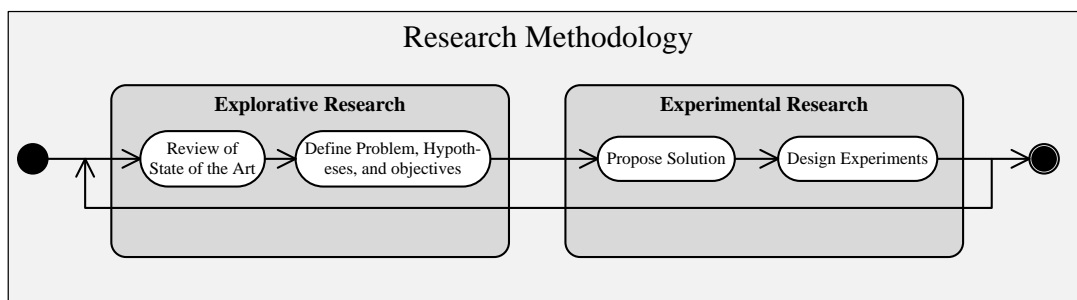 Research Methodology
Explorative Research
Review of
State of the Art
Define Problem, Hypoth-
eses, and objectives
Experimental Research
Propose Solution
Design Experiments